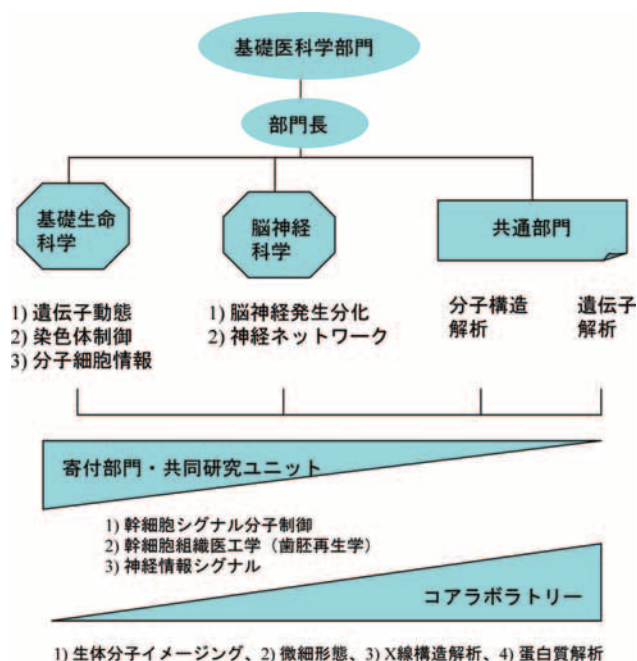 基礎医科学部門
部門長
基礎生命
科学
脳神経
科学
共通部門
1) 遺伝子動態
2) 染色体制御
3) 分子細胞情報
1) 脳神経発生分化
2) 神経ネットワーク
分子構造
解析
遺伝子
解析
寄付部門・共同研究ユニット
1) 幹細胞シグナル分子制御
2) 幹細胞組織医工学（歯胚再生学）
3) 神経情報シグナル
コアラボラトリー
1) 生体分子イメージング、2) 微細形態、3) X線構造解析、4) 蛋白質解析